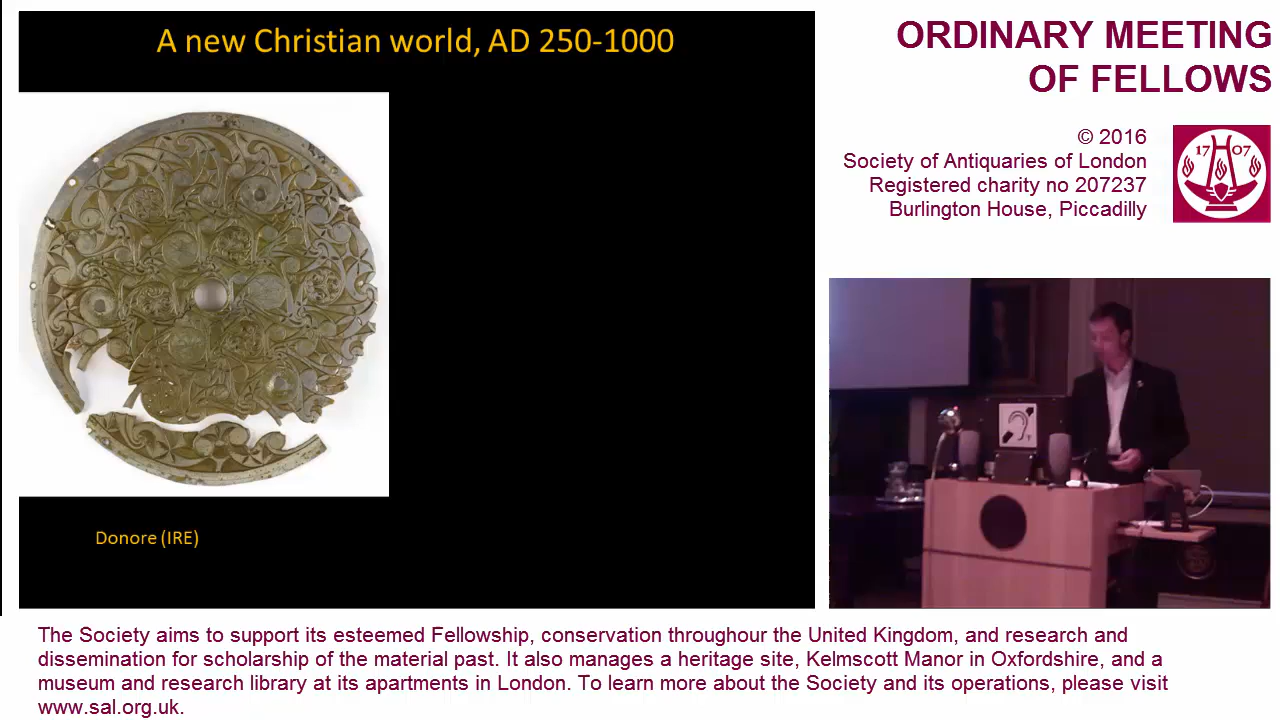 A new Christian world, AD 250-1000
Donore (IRE)
ORDINARY MEETING
OF FELLOWS
© 2016
Society of Antiquaries of London
Registered charity no 207237
Burlington House, Piccadilly
17 07
The Society aims to support its esteemed Fellowship, conservation throughour the United Kingdom, and research and
dissemination for scholarship of the material past. It also manages a heritage site, Kelmscott Manor in Oxfordshire, and a
museum and research library at its apartments in London. To learn more about the Society and its operations, please visit
www.sal.org.uk.